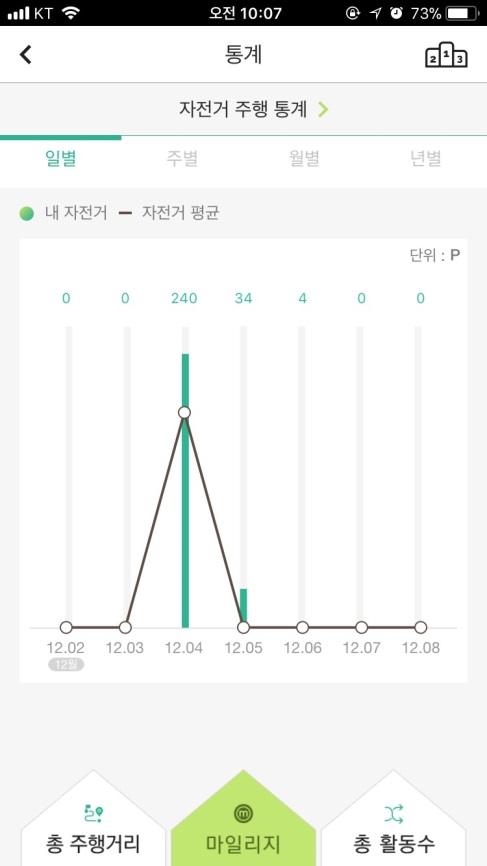 KT 오전 10:07 73%
통계
2 1 3
자전거 주행 통계
일별 주별 월별 년별
내 자전거 자전거 평균
단위 : P
0 0 240 34 4 0 0
12.02 12.03 12.04 12.05 12.06 12.07 12.08
12월
m
총 주행거리 마일리지 총 활동수